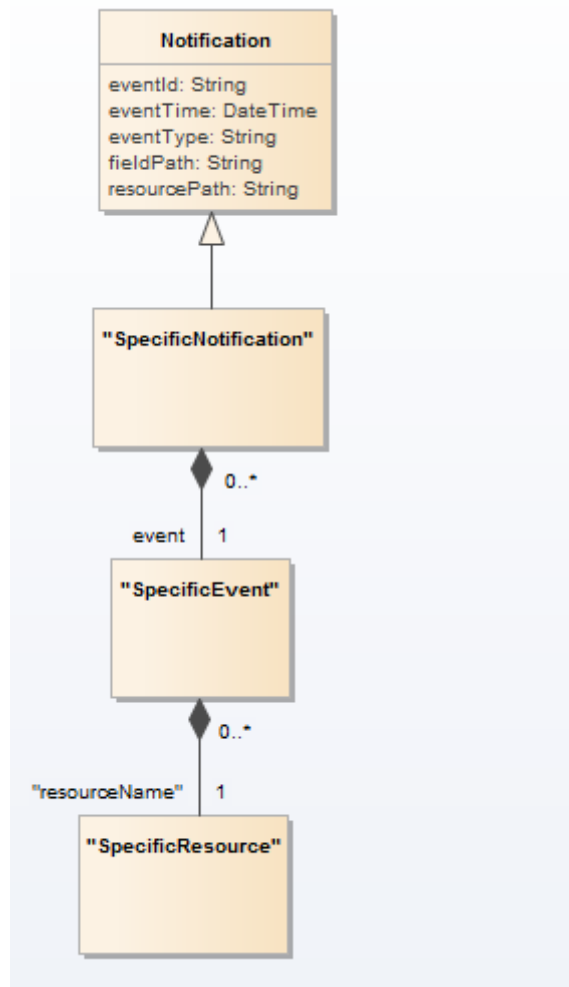 Notification
eventId: String
eventTime: DateTime
eventType: String
fieldPath: String
resourcePath: String
"SpecificNotification"
0..*
event 1
"SpecificEvent"
0..*
"resourceName" 1
"SpecificResource"